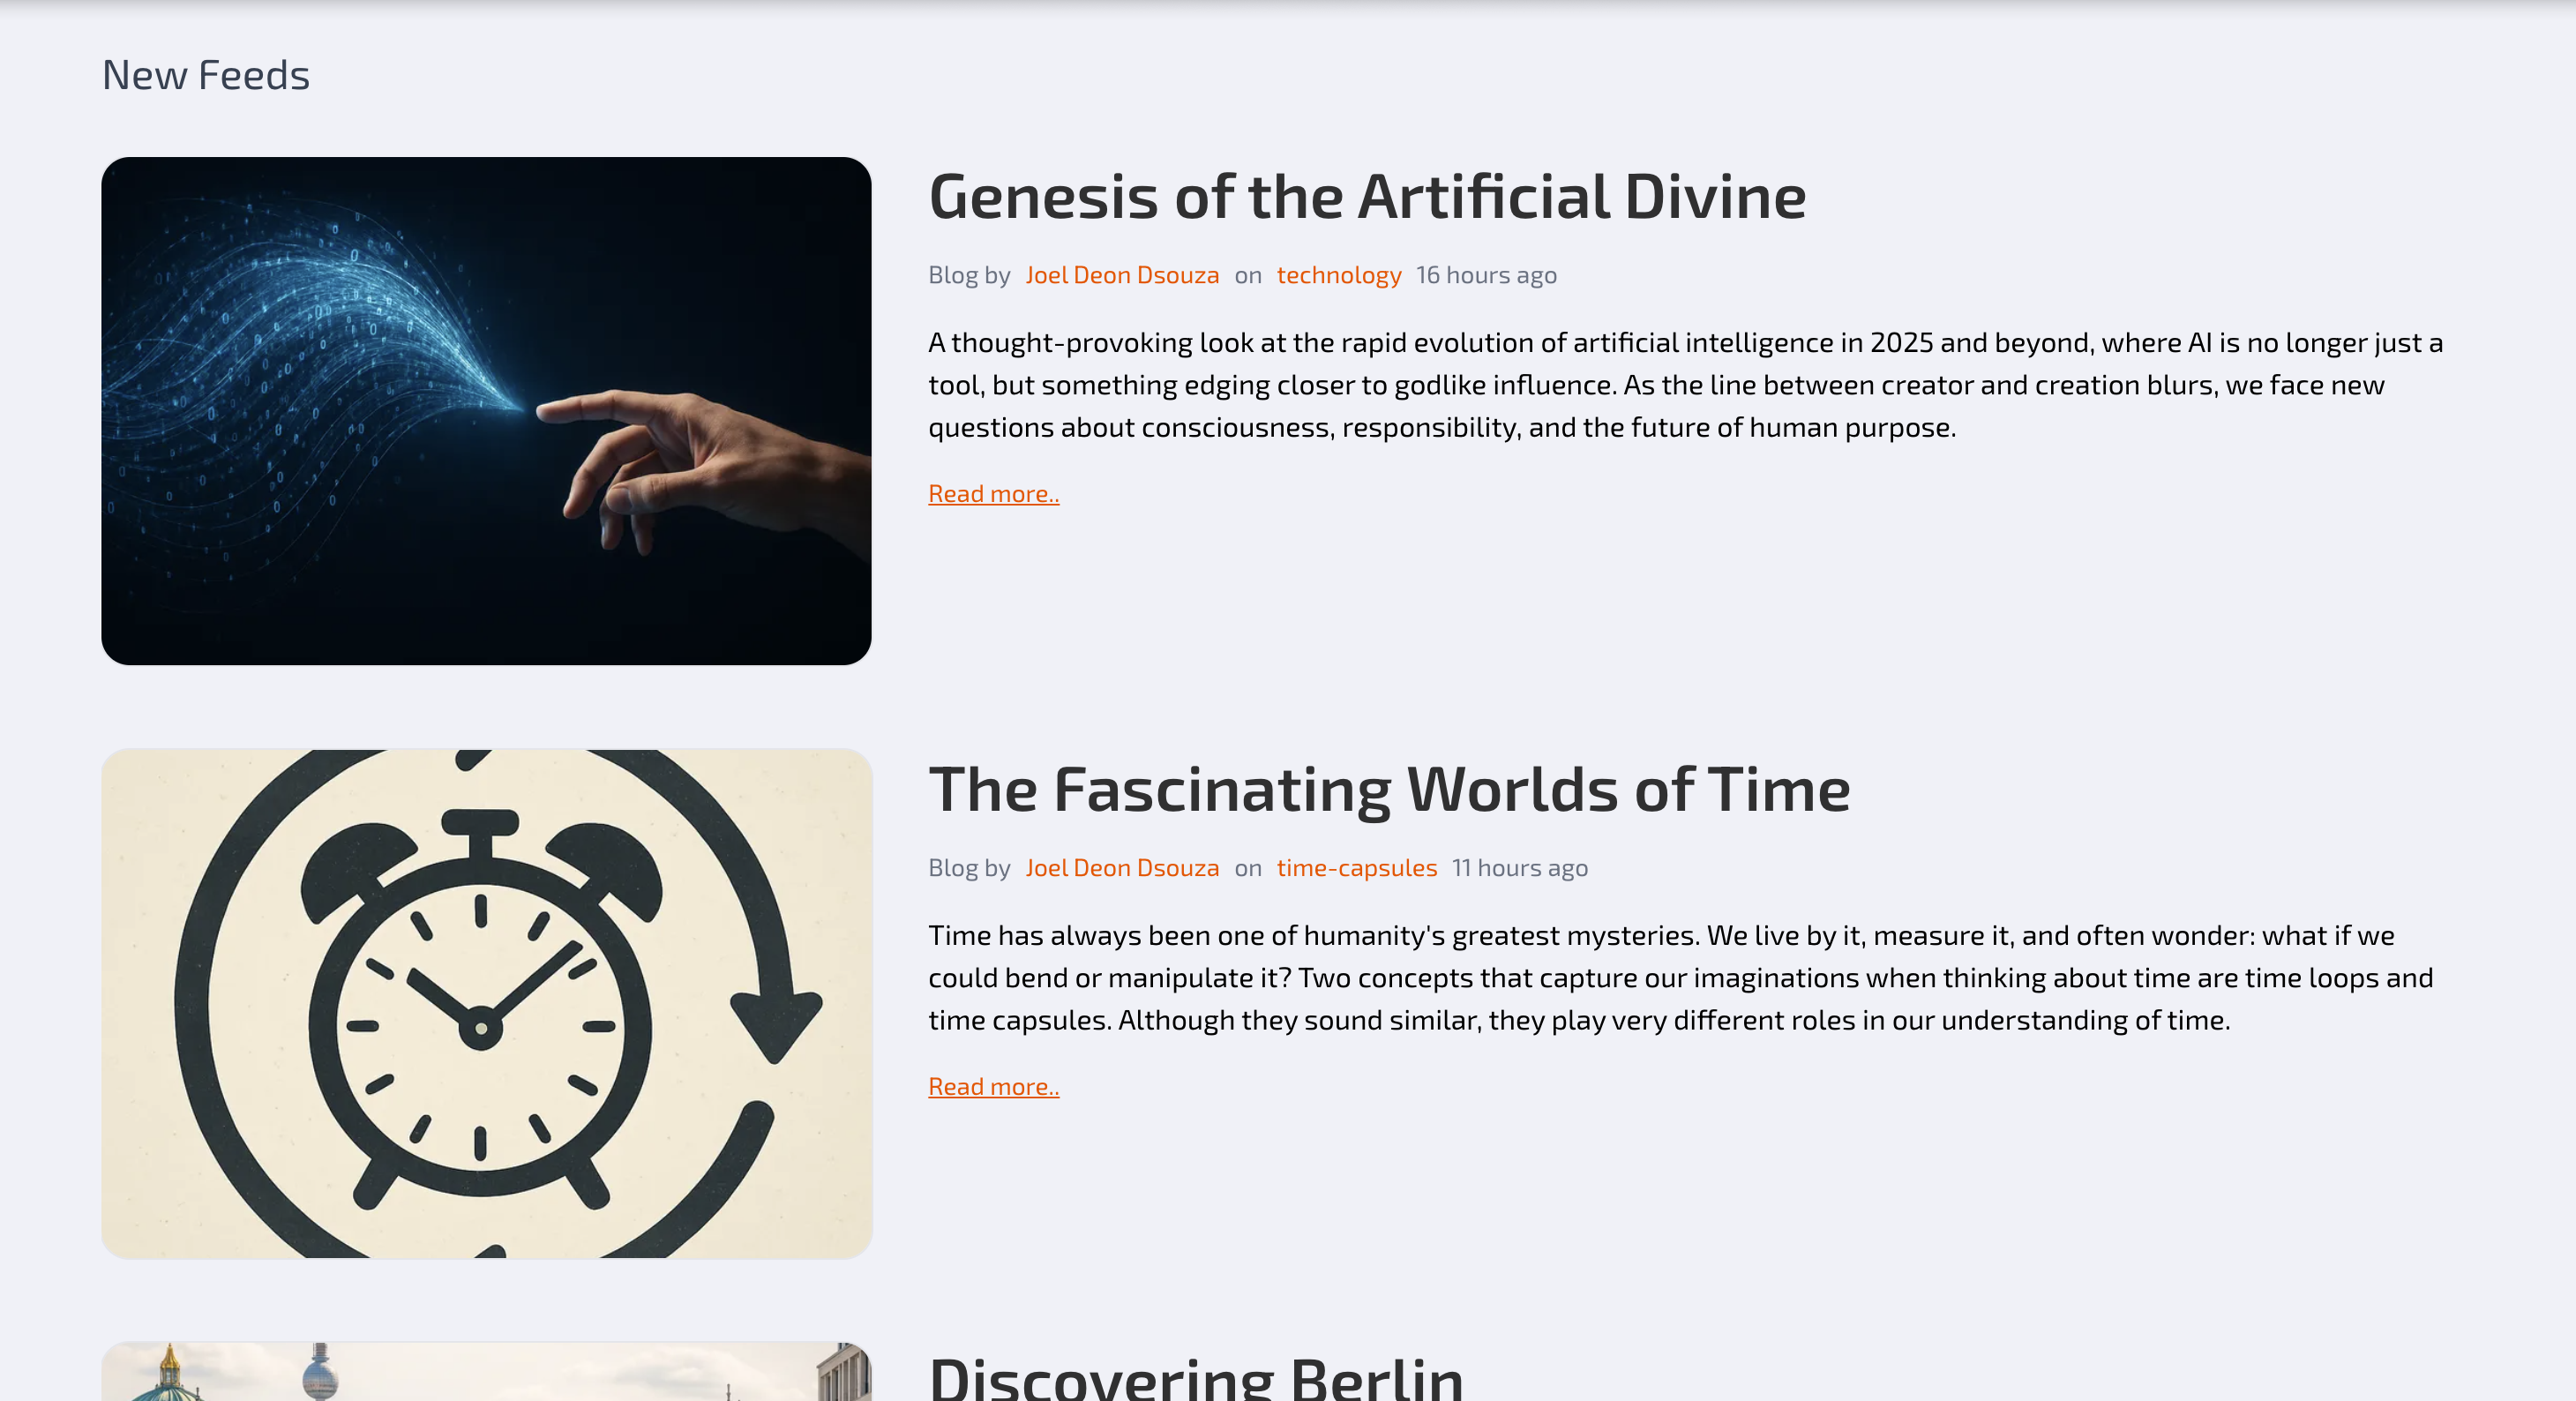 New Feeds
Genesis of the Artificial Divine
Blog by Joel Deon Dsouza on technology 16 hours ago
A thought-provoking look at the rapid evolution of artificial intelligence in 2025 and beyond, where AI is no longer just a
tool, but something edging closer to godlike influence. As the line between creator and creation blurs, we face new
questions about consciousness, responsibility, and the future of human purpose.
Read more..
The Fascinating Worlds of Time
Blog by Joel Deon Dsouza on time-capsules 11 hours ago
Time has always been one of humanity's greatest mysteries. We live by it, measure it, and often wonder: what if we
could bend or manipulate it? Two concepts that capture our imaginations when thinking about time are time loops and
time capsules. Although they sound similar, they play very different roles in our understanding of time.
Read more..
Discovering Berlin